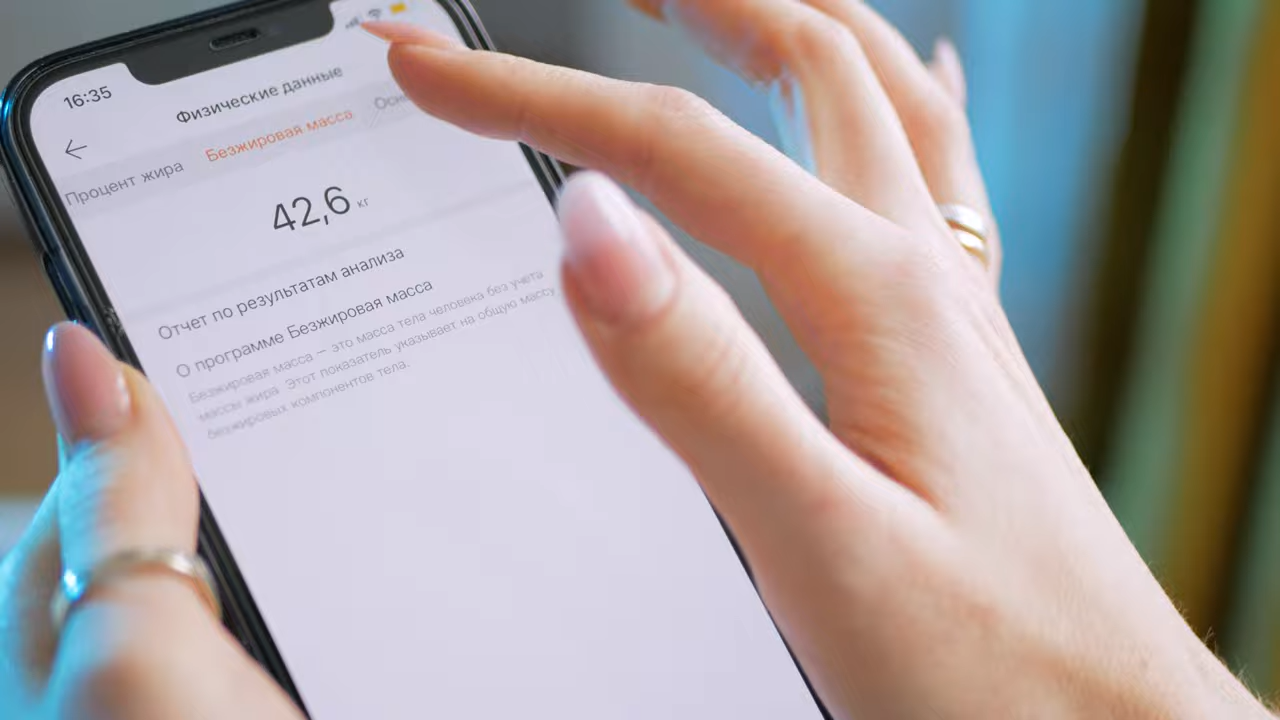 16:35
Физические данные
Процент жира Безжировая масса
42,6 кг
Отчет по результатам анализа
О программе Безжировая масса
Безжировая масса — это масса тела человека без учета
массы жира. Этот показатель указывает на общую массу
безжировых компонентов тела.